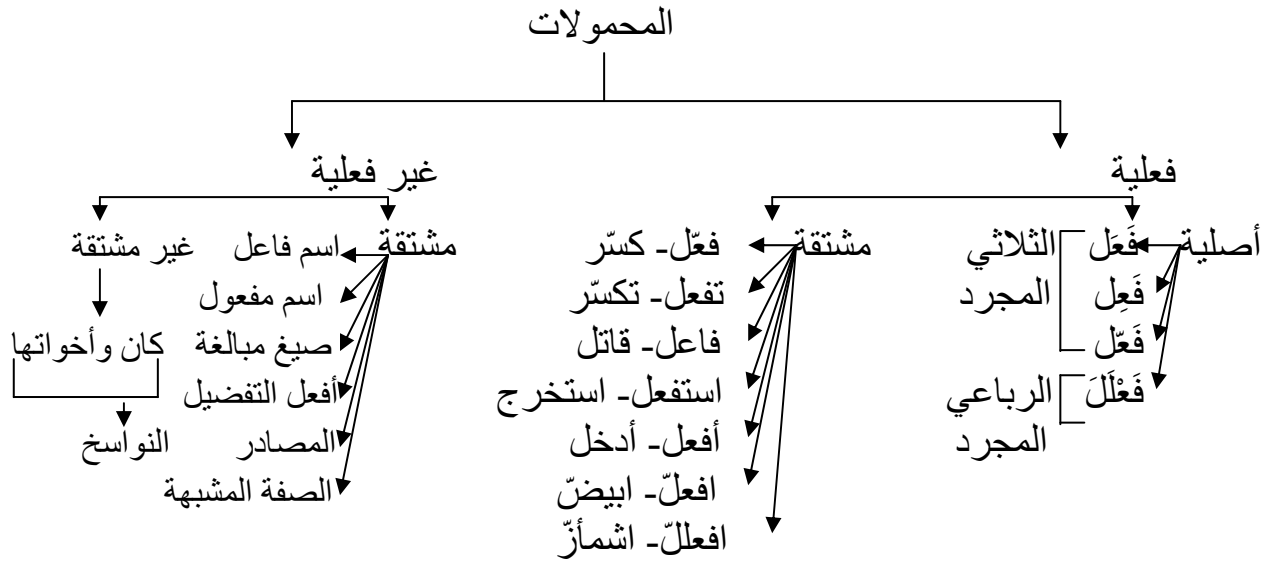 المحمولات
فعلية
غير فعلية
أصلية
فَعَل
فَعِل
فَعّل
فَعْلَلَ
الثلاثي
المجرد
الرباعي
المجرد
مشتقة
فعّل- كسّر
تفعل- تكسّر
فاعل- قاتل
استفعل- استخرج
أفعل- أدخل
افعلّ- ابيضّ
افعللّ- اشمأزّ
مشتقة
اسم فاعل
اسم مفعول
صيغ مبالغة
أفعل التفضيل
المصادر
الصفة المشبهة
غير مشتقة
كان وأخواتها
النواسخ